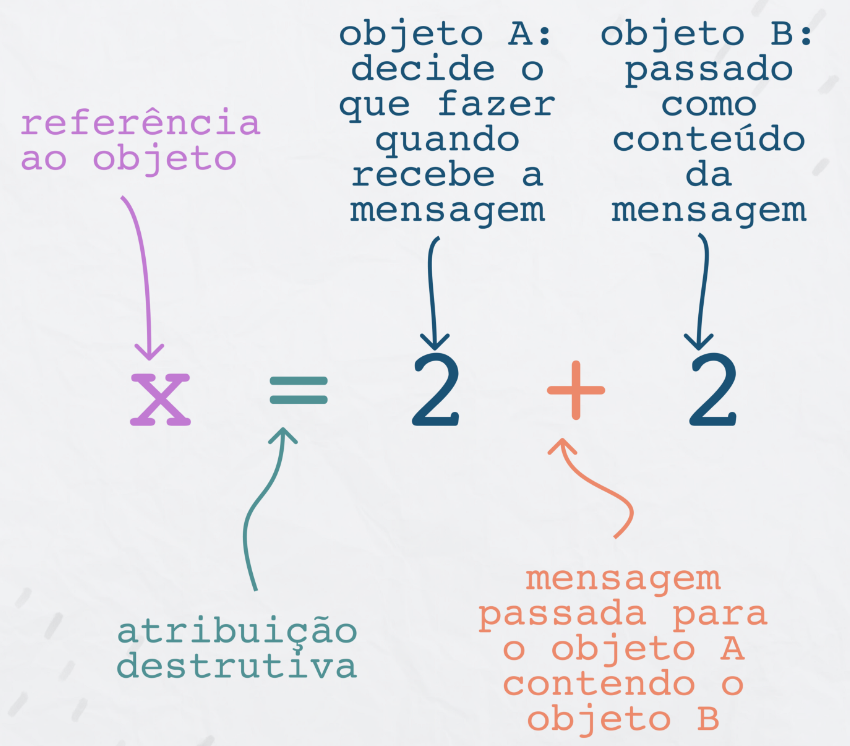 objeto A:
decide o
que fazer
quando
recebe a
mensagem
objeto B:
passado
como
conteúdo
da
mensagem
referência
ao objeto
x = 2 + 2
atribuição
destrutiva
mensagem
passada para
o objeto A
contendo o
objeto B